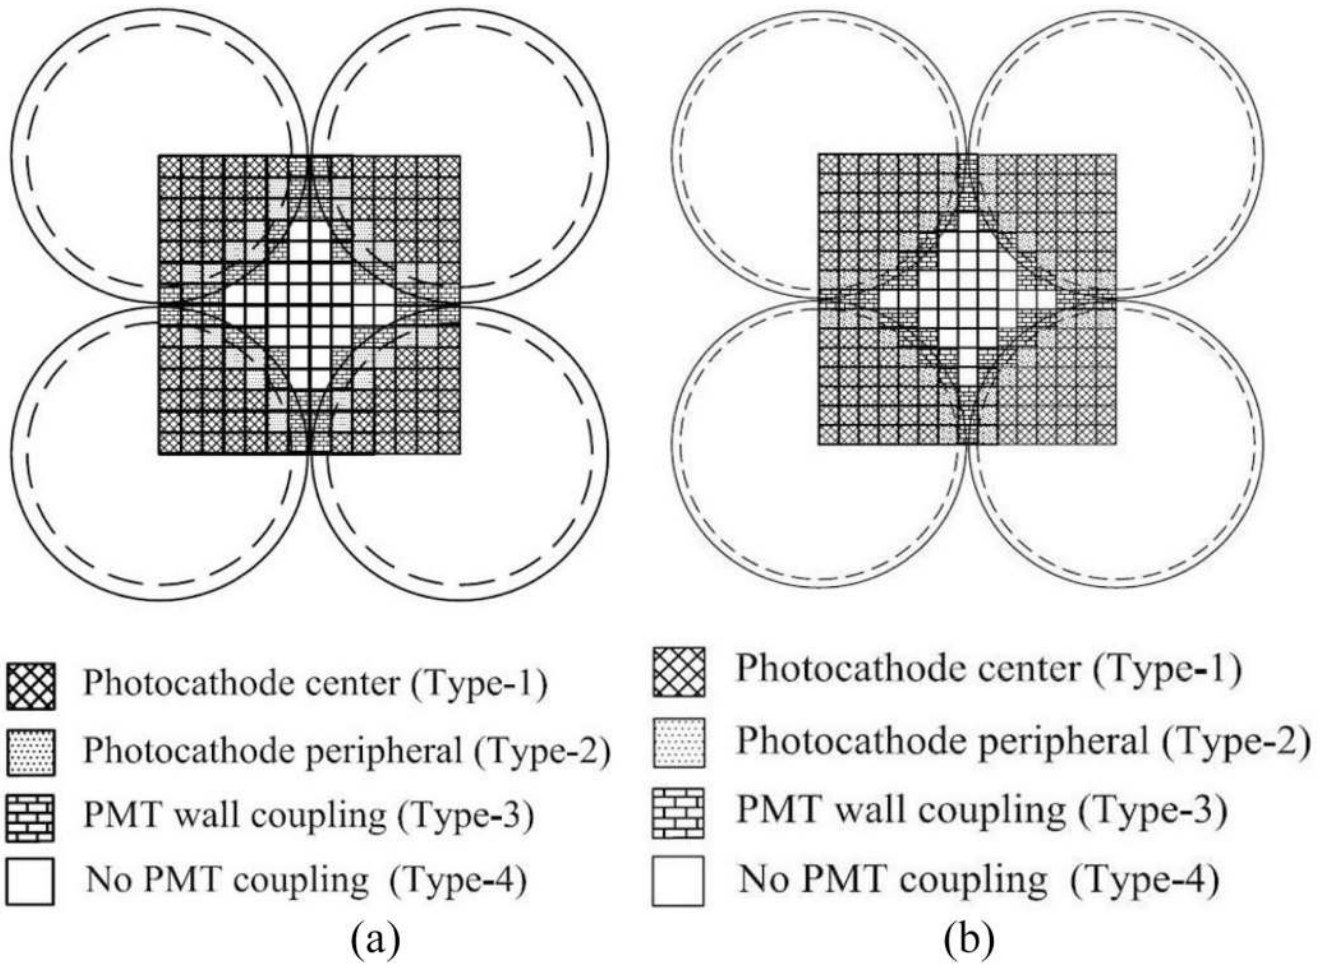 Photocathode center (Type-1)
Photocathode peripheral (Type-2)
PMT wall coupling (Type-3)
No PMT coupling (Type-4)
(a)
Photocathode center (Type-1)
Photocathode peripheral (Type-2)
PMT wall coupling (Type-3)
No PMT coupling (Type-4)
(b)